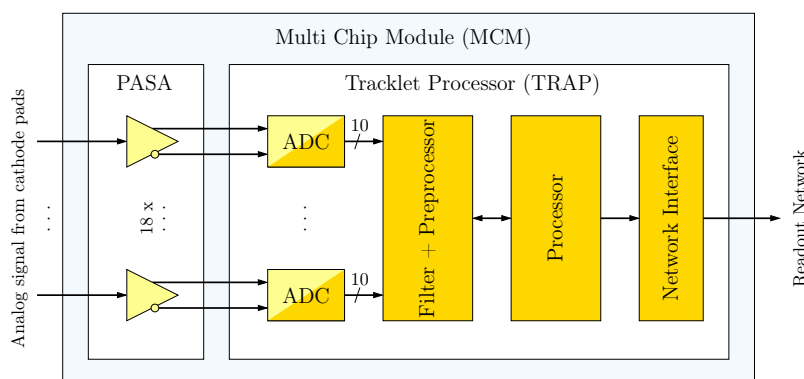 Multi Chip Module (MCM)
PASA
Tracklet Processor (TRAP)
Analog signal from cathode pads
. . .
18 x
. . .
ADC
10
. . .
ADC
10
Filter + Preprocessor
Processor
Network Interface
Readout Network